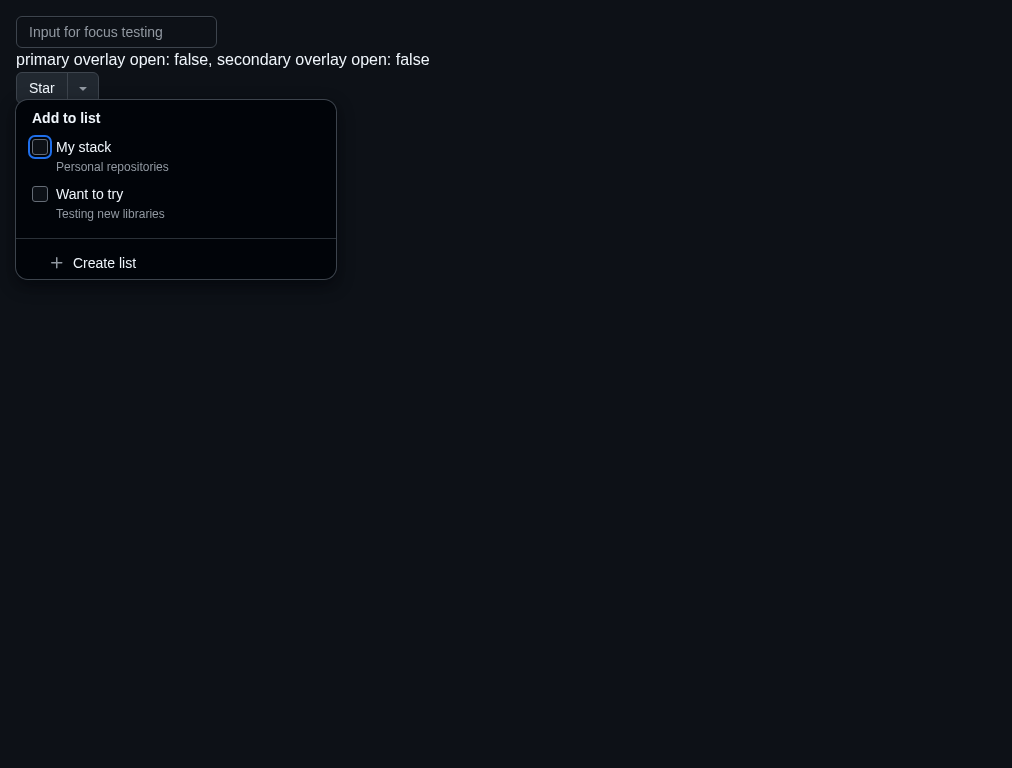 Input for focus testing
primary overlay open: false, secondary overlay open: false
Star
Add to list
My stack
Personal repositories
Want to try
Testing new libraries
Create list